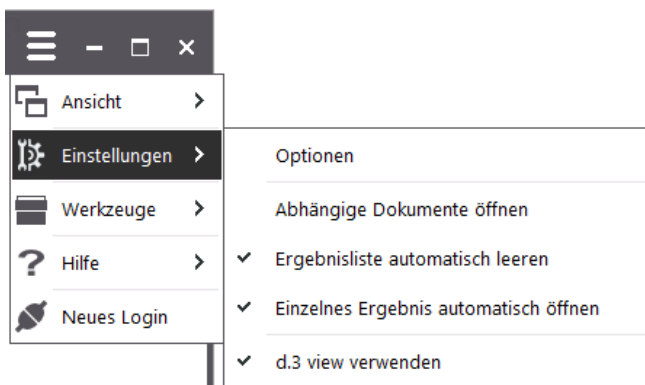 Ansicht
Einstellungen
Optionen
Werkzeuge
Abhängige Dokumente öffnen
Hilfe
Ergebnisliste automatisch leeren
Neues Login
Einzelnes Ergebnis automatisch öffnen
d.3 view verwenden